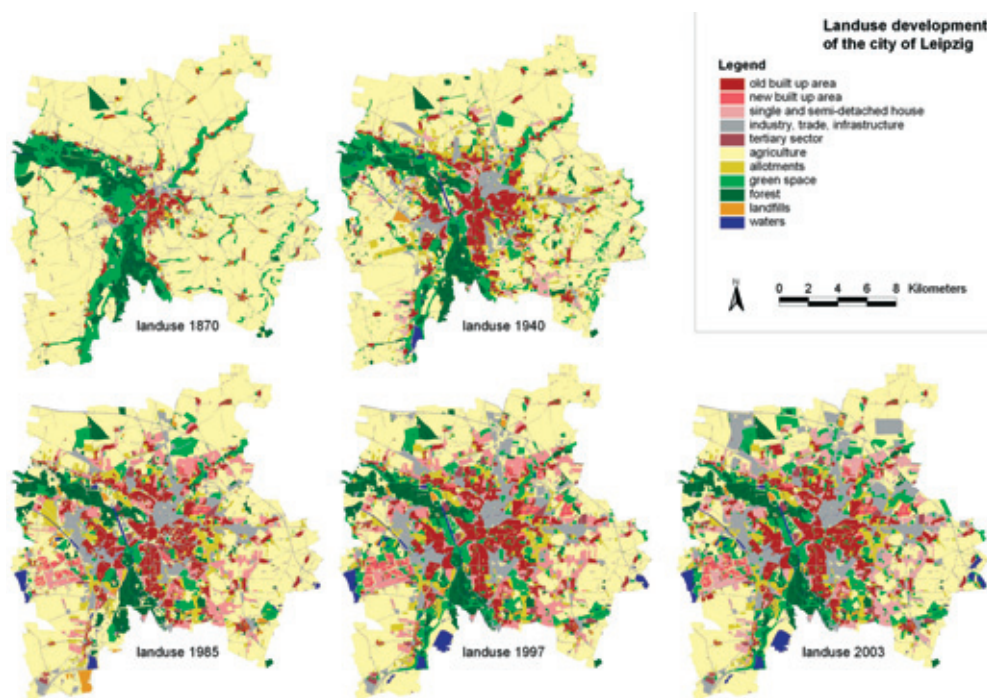 Landuse development
of the city of Leipzig
Legend
old built up area
new built up area
single and semi-detached house
industry, trade, infrastructure
tertiary sector
agriculture
allotments
green space
forest
landfills
waters
N
0 2 4 6 8 Kilometers
landuse 1870
landuse 1940
landuse 1985
landuse 1997
landuse 2003